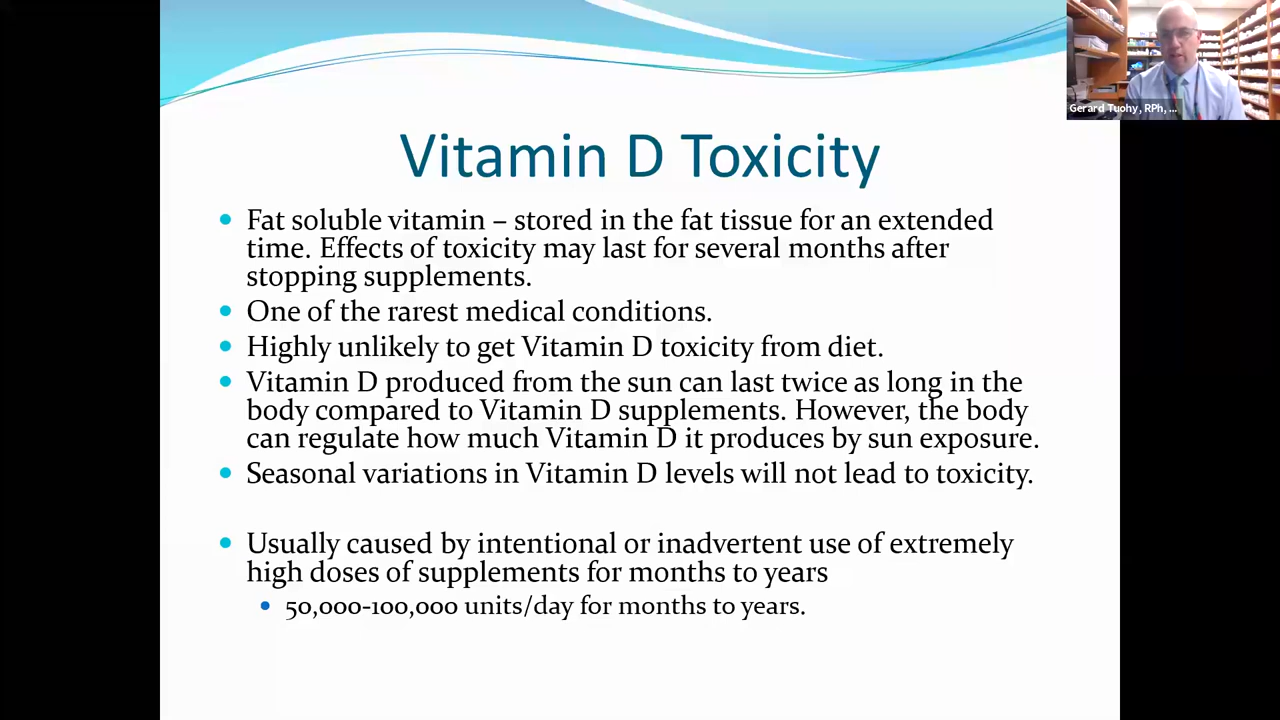 Gerard Tuohy, RPh, ...
Vitamin D Toxicity
• Fat soluble vitamin – stored in the fat tissue for an extended
time. Effects of toxicity may last for several months after
stopping supplements.
• One of the rarest medical conditions.
• Highly unlikely to get Vitamin D toxicity from diet.
• Vitamin D produced from the sun can last twice as long in the
body compared to Vitamin D supplements. However, the body
can regulate how much Vitamin D it produces by sun exposure.
• Seasonal variations in Vitamin D levels will not lead to toxicity.
• Usually caused by intentional or inadvertent use of extremely
high doses of supplements for months to years
• 50,000-100,000 units/day for months to years.